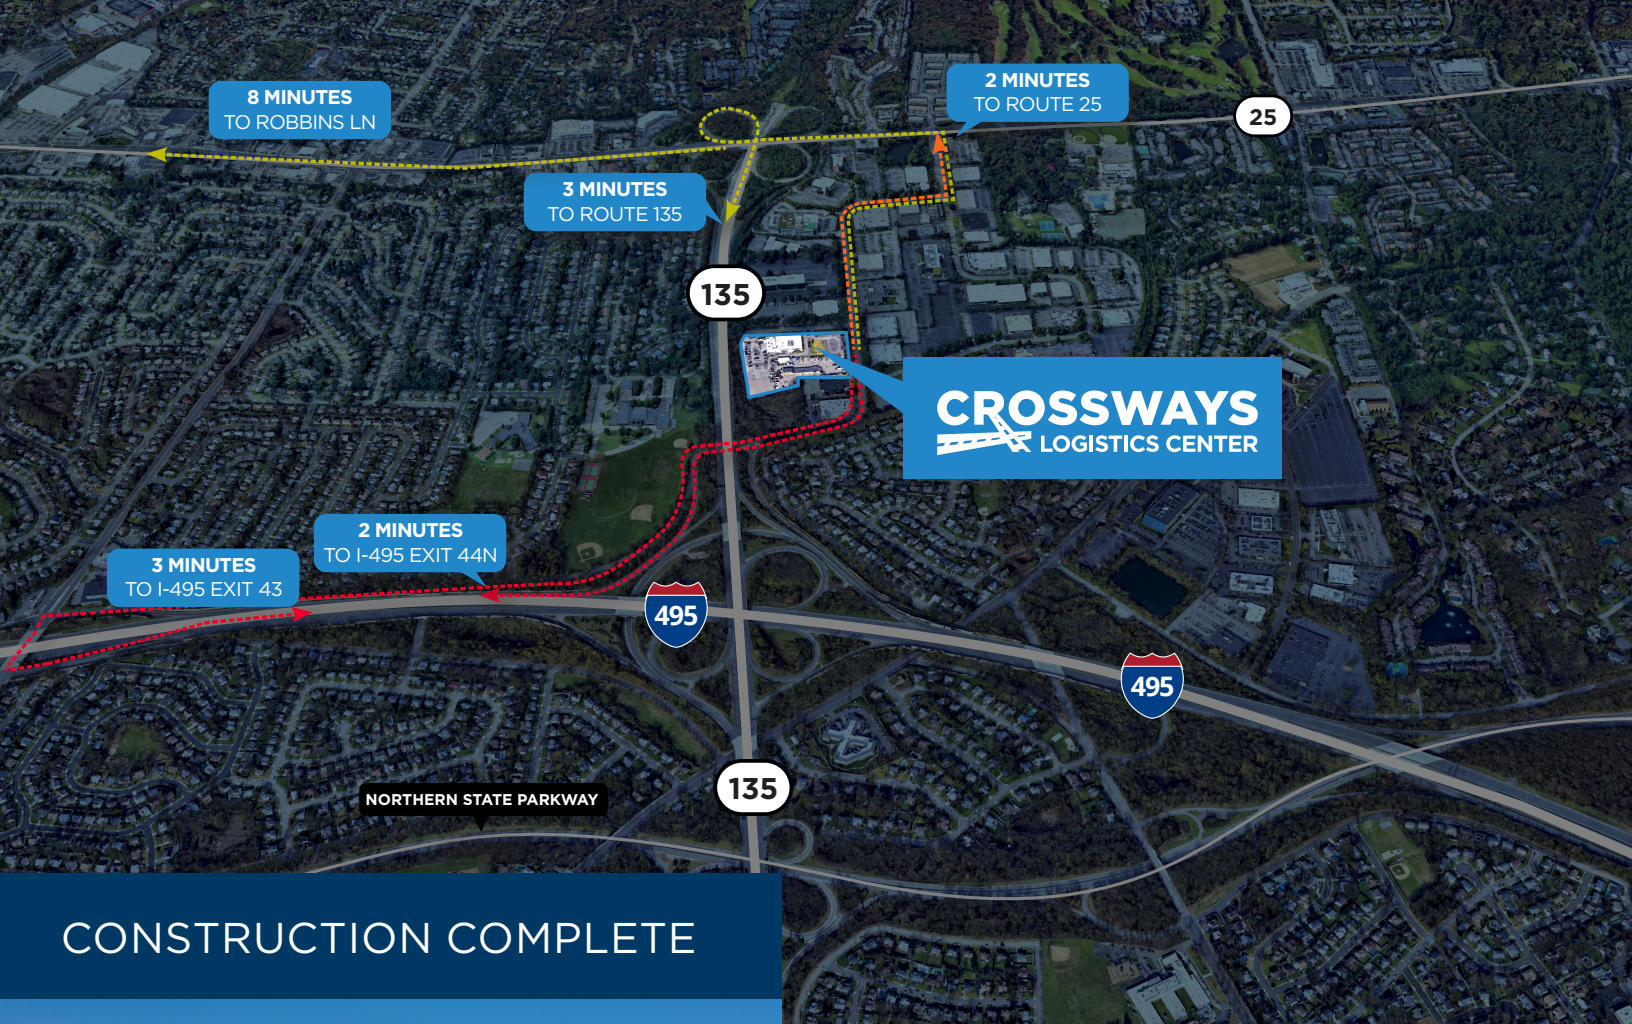 2 MINUTES
TO ROUTE 25
8 MINUTES
TO ROBBINS LN
25
3 MINUTES
TO ROUTE 135
135
CROSSWAYS
LOGISTICS CENTER
2 MINUTES
TO I-495 EXIT 44N
3 MINUTES
TO I-495 EXIT 43
495
495
135
NORTHERN STATE PARKWAY
CONSTRUCTION COMPLETE